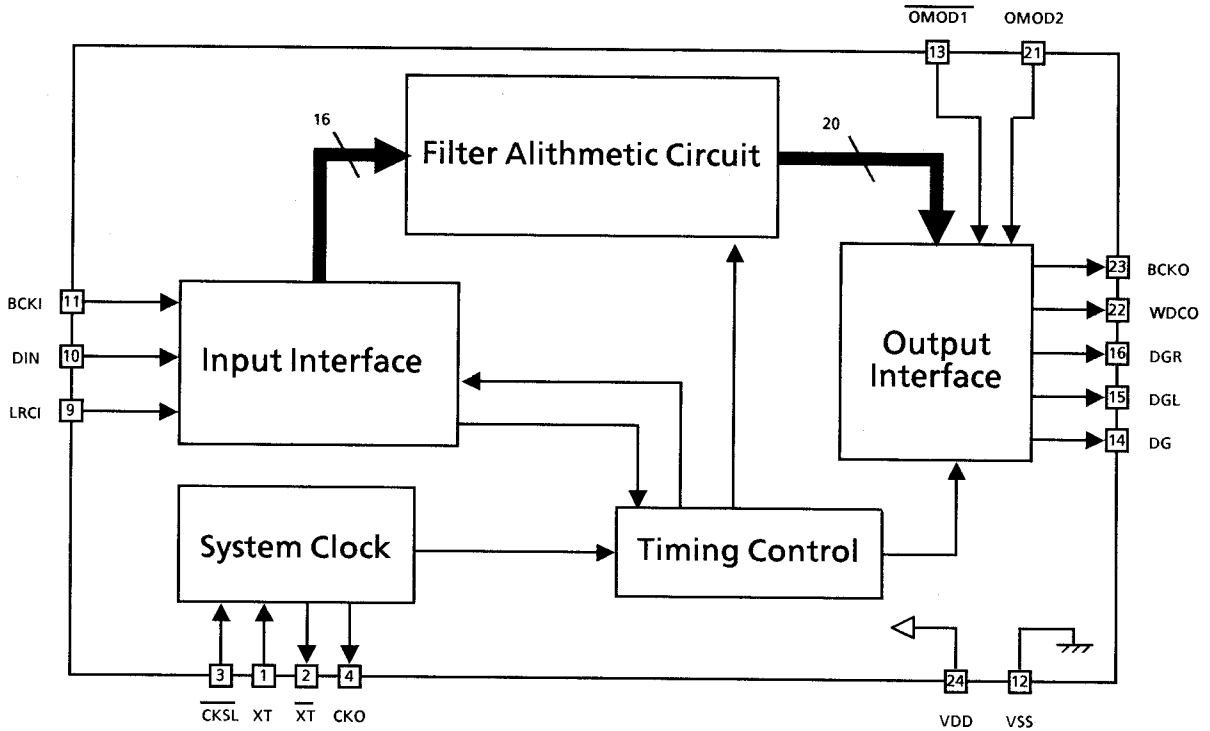 OMOD1 OMOD2
13 21
16
20
Filter Alithmetic Circuit
BCKI 11
DIN 10
LRCI 9
Input Interface
Output
Interface
23 BCKO
22 WDCO
16 DGR
15 DGL
14 DG
System Clock
Timing Control
3 1 2 4
24 12
CKSL XT XT CKO
VDD VSS